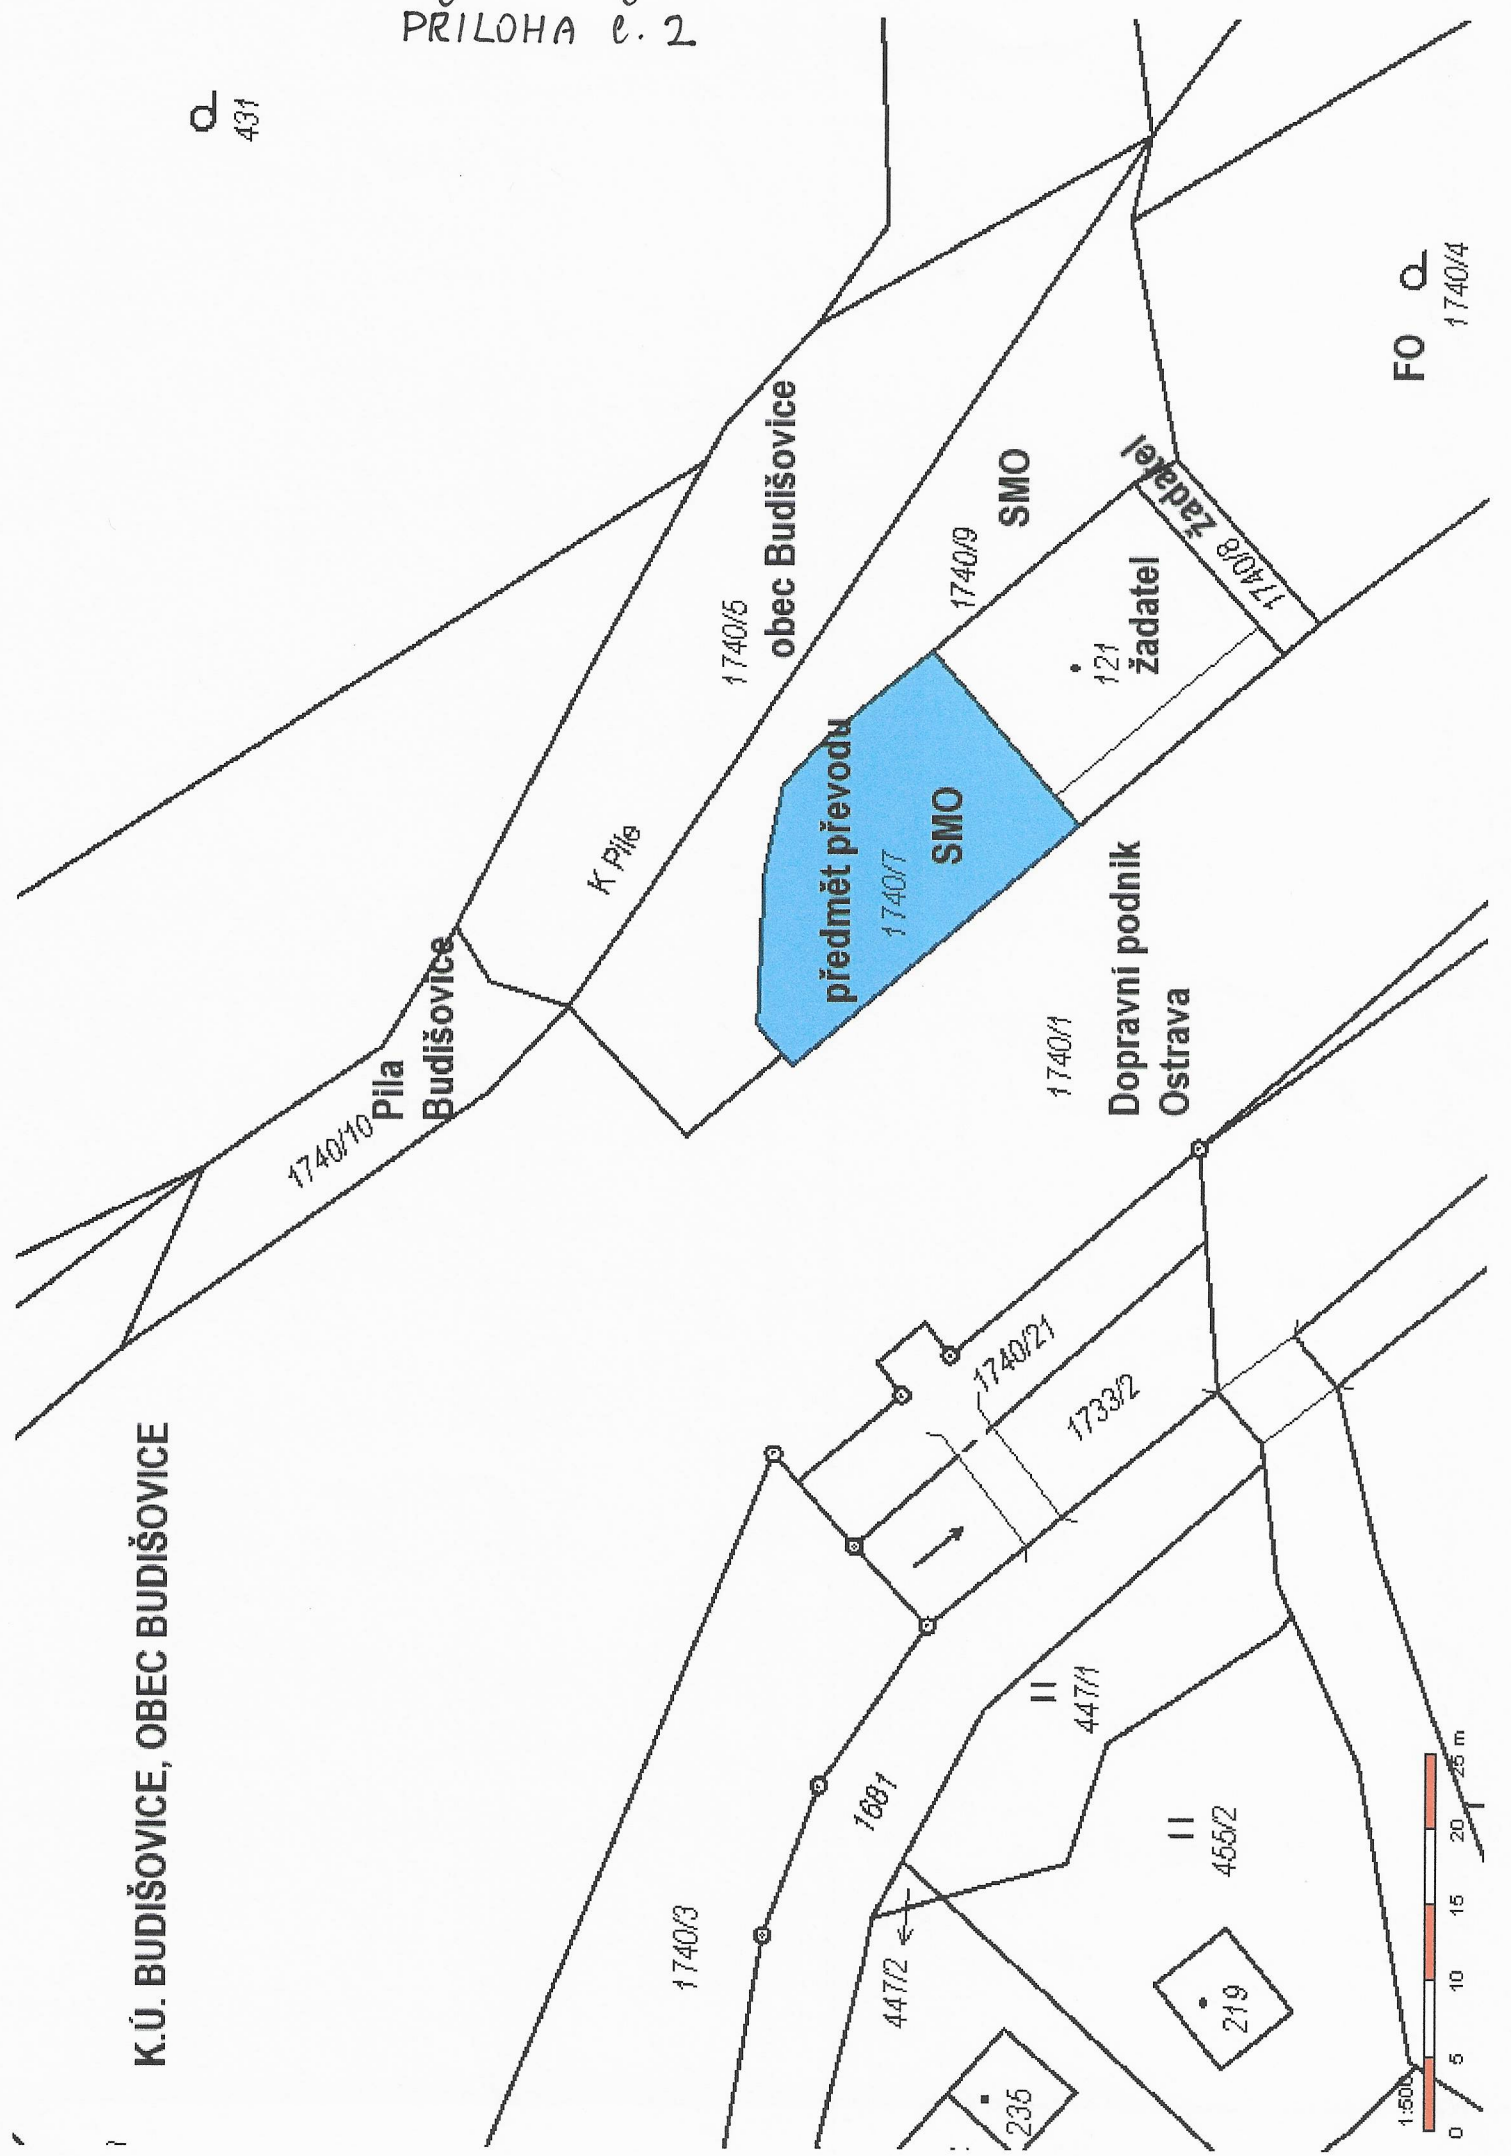 PŘILOHA č. 2
K.Ú. BUDIŠOVICE, OBEC BUDIŠOVICE
431
1740/10
Pila
Budišovice
K Pile
1740/5
obec Budišovice
1740/9
SMO
předmět převodu
1740/7
SMO
121
žadatel
žadatel
1740/8
FO
1740/4
1740/1
Dopravní podnik
Ostrava
1740/3
1740/21
1733/2
1681
447/1
447/2
455/2
219
235
1:500
0 5 10 15 20 25 m